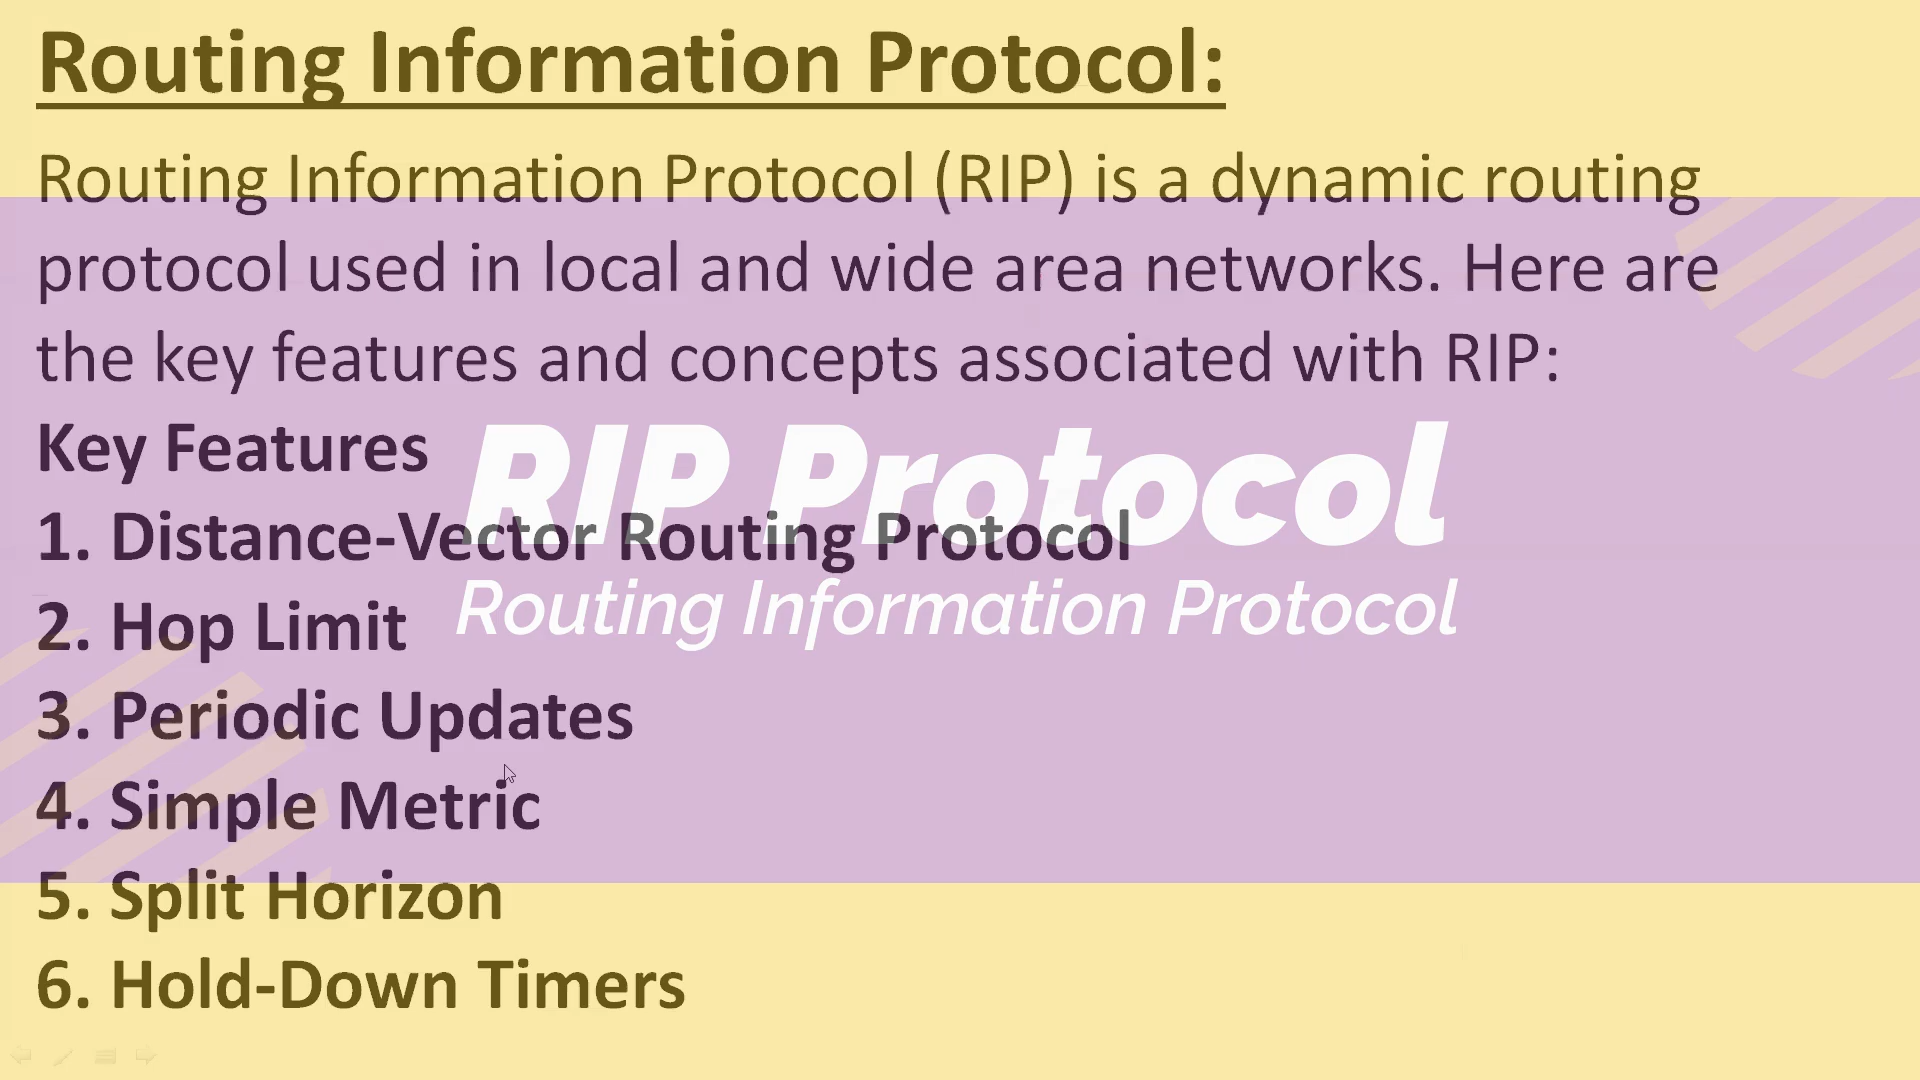 Routing Information Protocol:
Routing Information Protocol (RIP) is a dynamic routing
protocol used in local and wide area networks. Here are
the key features and concepts associated with RIP:
Key Features
RIP Protocol
1. Distance-Vector Routing Protocol
Routing Information Protocol
2. Hop Limit
3. Periodic Updates
4. Simple Metric
5. Split Horizon
6. Hold-Down Timers